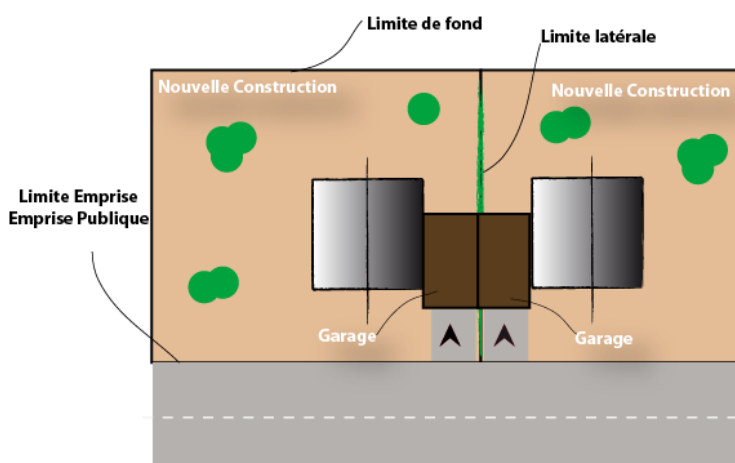 Limite de fond
Limite latérale
Nouvelle Construction
Nouvelle Construction
Limite Emprise
Emprise Publique
Garage
Garage